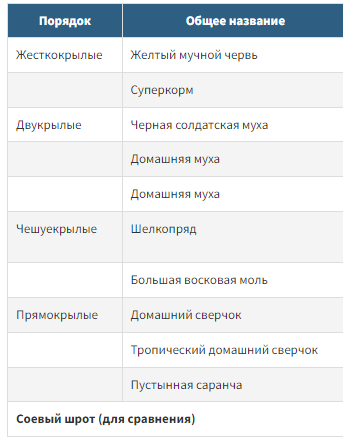 Порядок Общее название
Жесткокрылые Желтый мучной червь
Суперкорм
Двукрылые Черная солдатская муха
Домашняя муха
Домашняя муха
Чешуекрылые Шелкопряд
Большая восковая моль
Прямокрылые Домашний сверчок
Тропический домашний сверчок
Пустынная саранча
Соевый шрот (для сравнения)